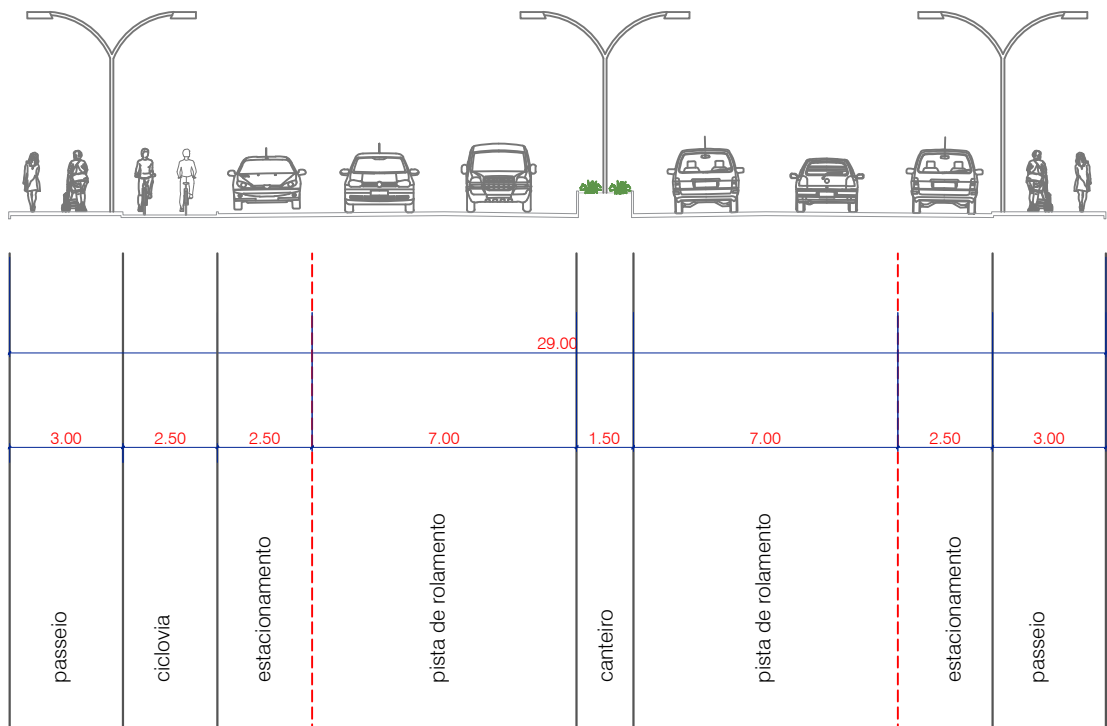 29.00
3.00
2.50
2.50
7.00
1.50
7.00
2.50
3.00
passeio
ciclovia
estacionamento
pista de rolamento
canteiro
pista de rolamento
estacionamento
passeio